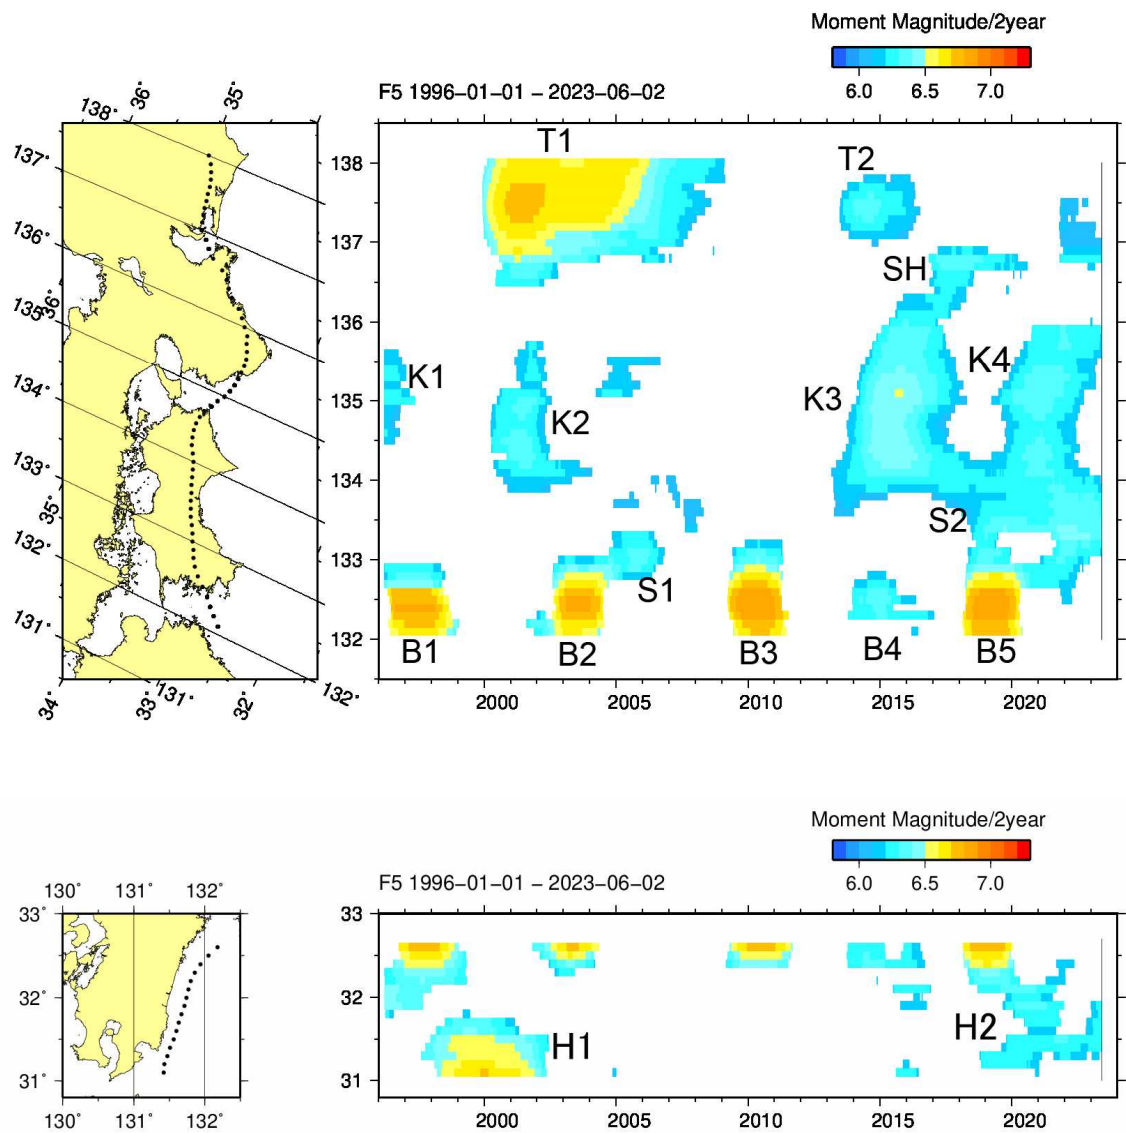 Moment Magnitude/2year
6.0 6.5 7.0
F5 1996-01-01 - 2023-06-02
36° 35°
138°
137°
136°
135°
36°
134°
133°
35°
132°
131°
34° 33° 131° 32° 132°
138
137
136
135
134
133
132
T1
T2
SH
K1
K4
K3
K2
S2
S1
B1 B2 B3 B4 B5
2000 2005 2010 2015 2020
Moment Magnitude/2year
6.0 6.5 7.0
F5 1996-01-01 - 2023-06-02
130° 131° 132°
33°
32°
31°
130 131 132
33
32
31
H2
H1
2000 2005 2010 2015 2020